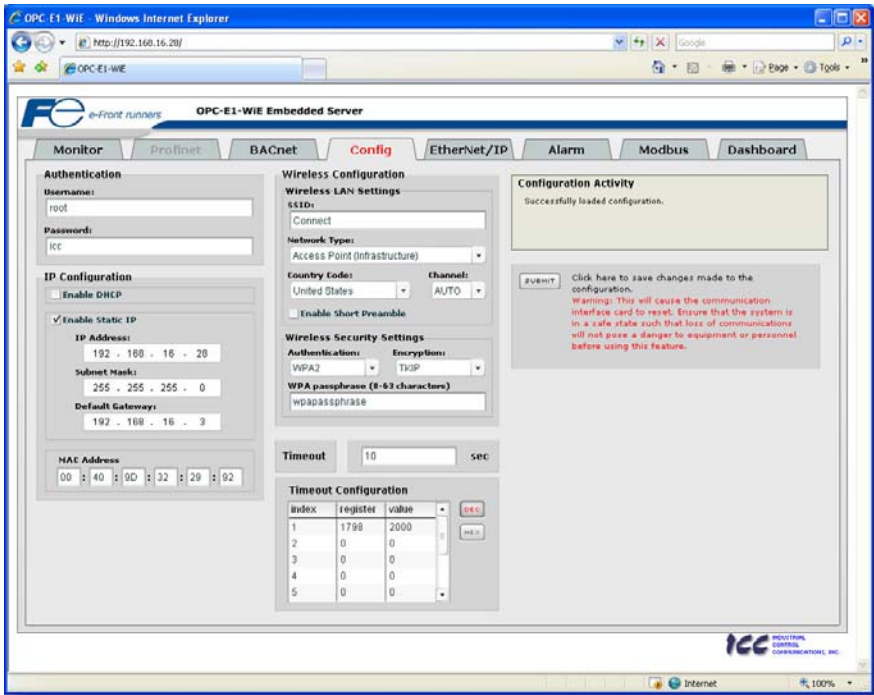 OPC-E1-WiE - Windows Internet Explorer
http://192.168.16.28/
Google
OPC-E1-WiE
Page
Tools
e-Front runners
OPC-E1-WiE Embedded Server
Monitor
Profinet
BACnet
Config
EtherNet/IP
Alarm
Modbus
Dashboard
Authentication
Username:
root
Password:
icc
IP Configuration
Enable DHCP
Enable Static IP
IP Address:
192 . 168 . 16 . 28
Subnet Mask:
255 . 255 . 255 . 0
Default Gateway:
192 . 168 . 16 . 3
MAC Address
00 : 40 : 9D : 32 : 29 : 92
Wireless Configuration
Wireless LAN Settings
SSID:
Connect
Network Type:
Access Point (Infrastructure)
Country Code: Channel:
United States AUTO
Enable Short Preamble
Wireless Security Settings
Authentication: Encryption:
WPA2 TKIP
WPA passphrase (8-63 characters)
wpapassphrase
Timeout 10 sec
Timeout Configuration
index register value
1 1798 2000
2 0 0
3 0 0
4 0 0
5 0 0
DEC
HEX
Configuration Activity
Successfully loaded configuration.
SUBMIT
Click here to save changes made to the
configuration.
Warning: This will cause the communication
interface card to reset. Ensure that the system is
in a safe state such that loss of communications
will not pose a danger to equipment or personnel
before using this feature.
ICC INDUSTRIAL
CONTROL
COMMUNICATIONS, INC.
Internet
100%